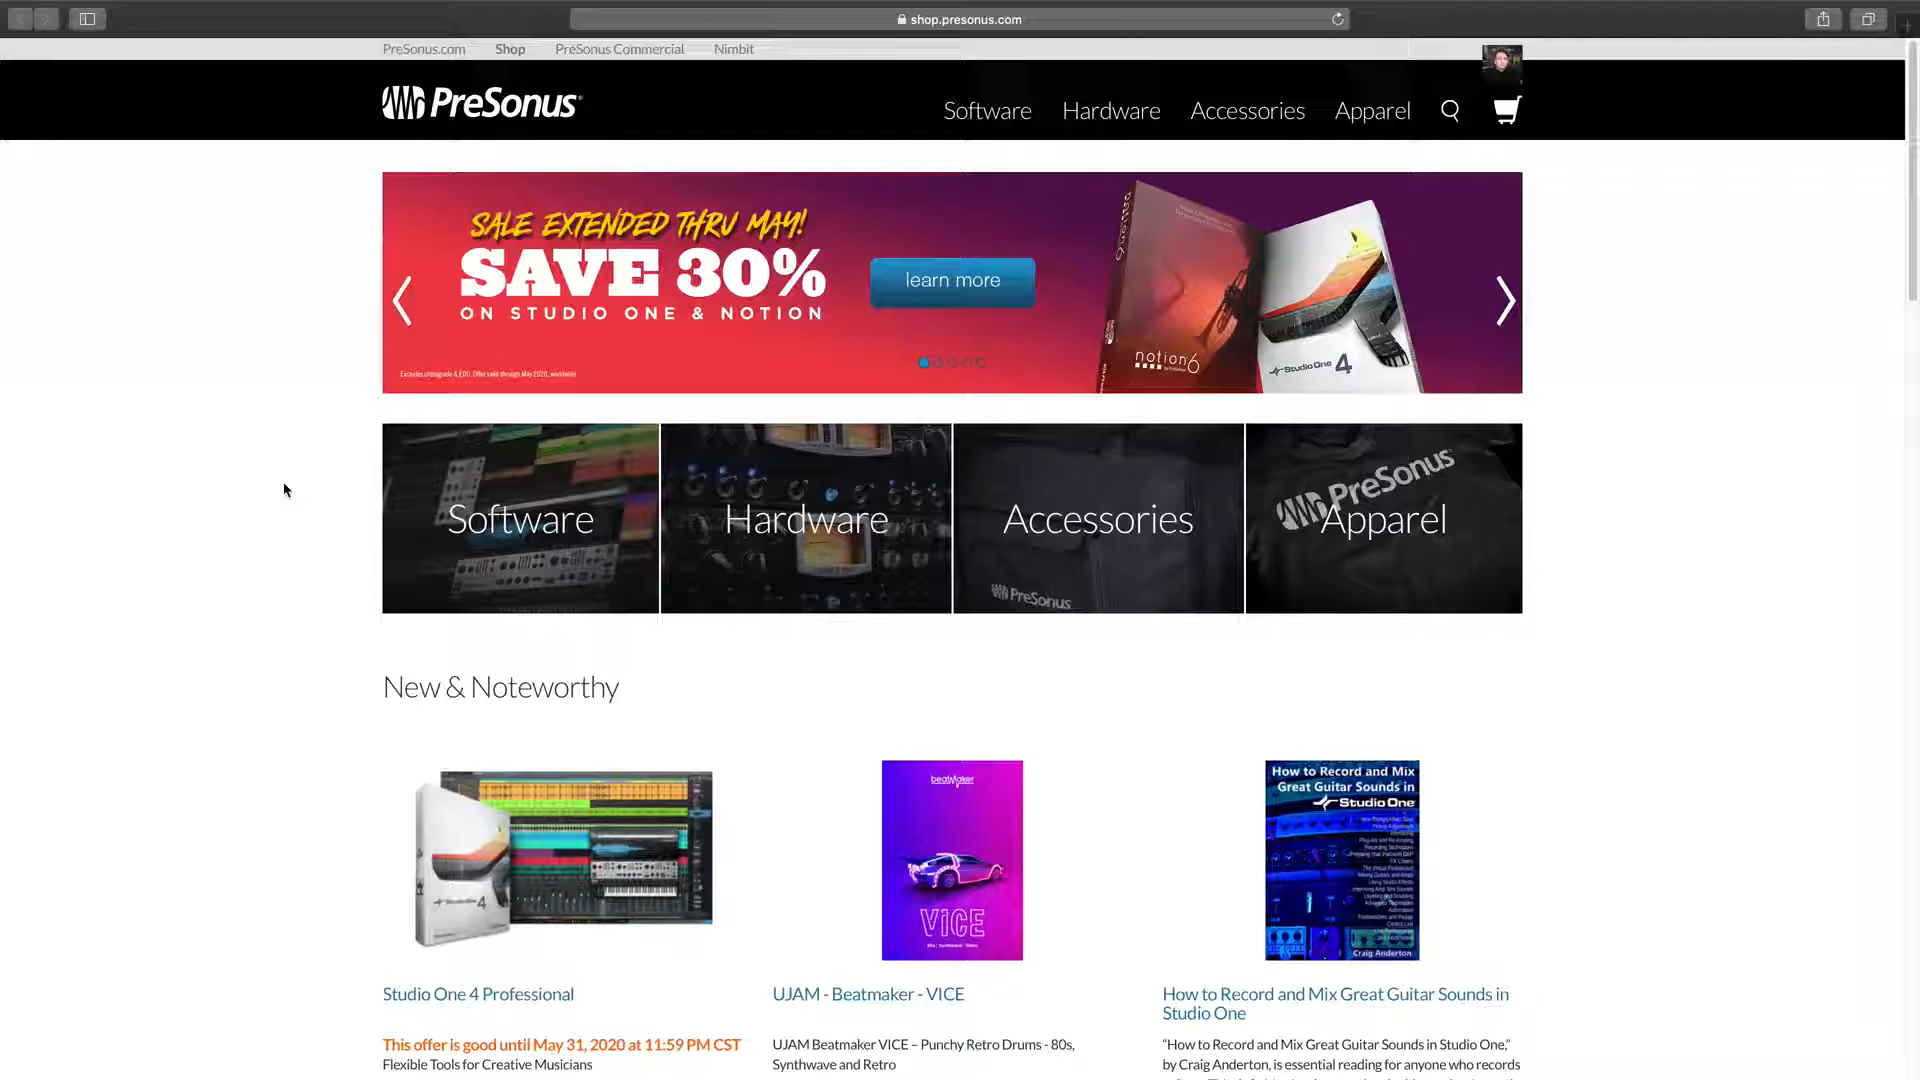 shop.presonus.com
PreSonus.com Shop PreSonus Commercial Nimbit
PreSonus
Software Hardware Accessories Apparel
SALE EXTENDED THRU MAY!
SAVE 30%
ON STUDIO ONE & NOTION
learn more
Excludes crossgrade & EDU. Offer valid through May 2020, worldwide
notion6
Studio One 4
Software Hardware Accessories Apparel
PreSonus
PreSonus
New & Noteworthy
beatMaker
VICE
80s | Synthwave | Retro
How to Record and Mix
Great Guitar Sounds in
Studio One
Craig Anderton
Studio One 4 Professional
UJAM - Beatmaker - VICE
How to Record and Mix Great Guitar Sounds in
Studio One
This offer is good until May 31, 2020 at 11:59 PM CST
Flexible Tools for Creative Musicians
UJAM Beatmaker VICE – Punchy Retro Drums - 80s,
Synthwave and Retro
“How to Record and Mix Great Guitar Sounds in Studio One,”
by Craig Anderton, is essential reading for anyone who records